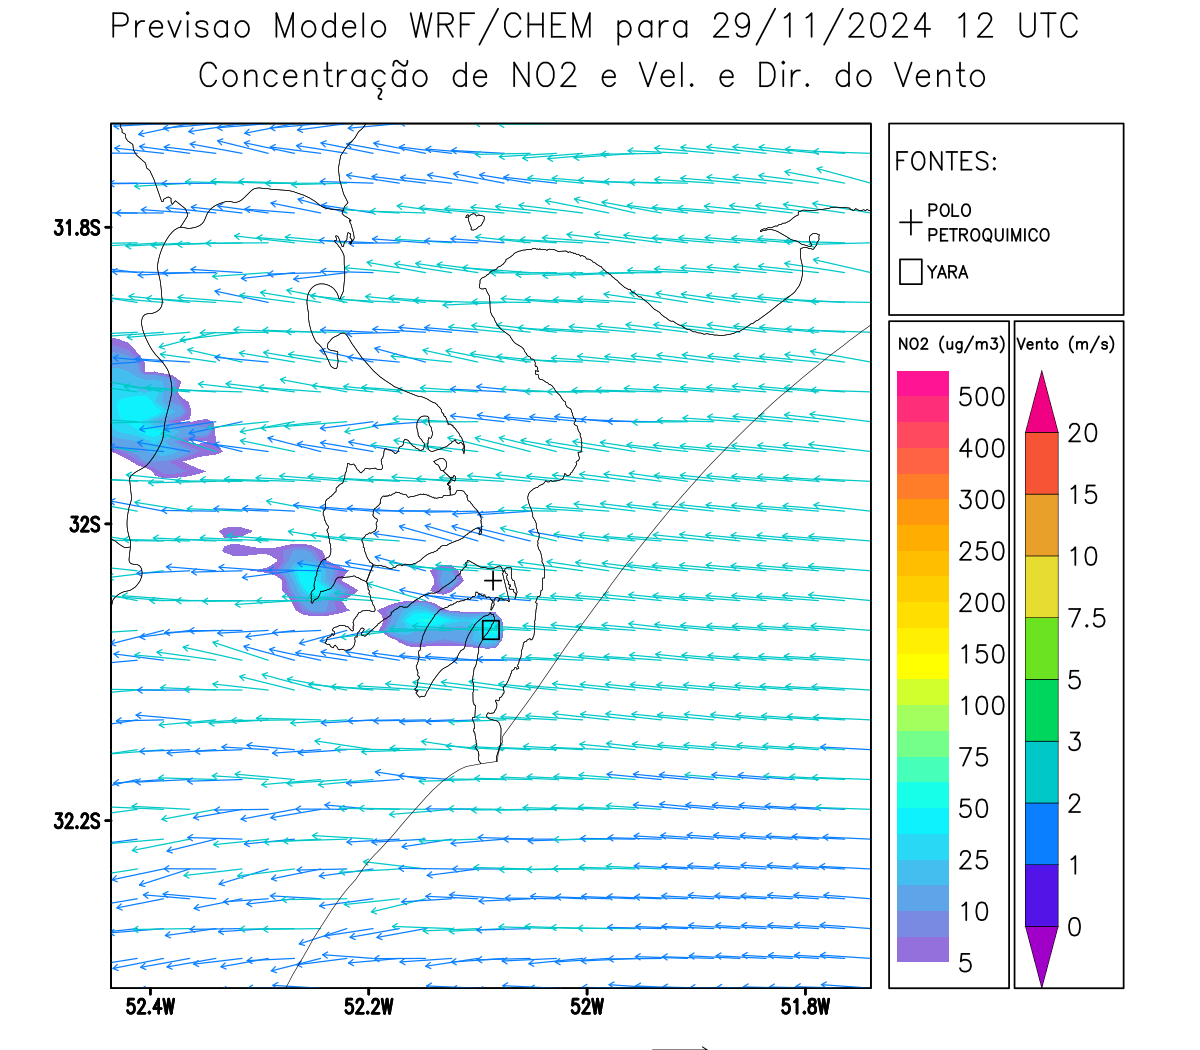 Previsao Modelo WRF/CHEM para 29/11/2024 12 UTC
Concentração de NO2 e Vel. e Dir. do Vento
FONTES:
POLO
PETROQUIMICO
YARA
NO2 (ug/m3)
Vento (m/s)
500
400
300
250
200
150
100
75
50
25
10
5
20
15
10
7.5
5
3
2
1
0
31.8S
32S
32.2S
52.4W
52.2W
52W
51.8W